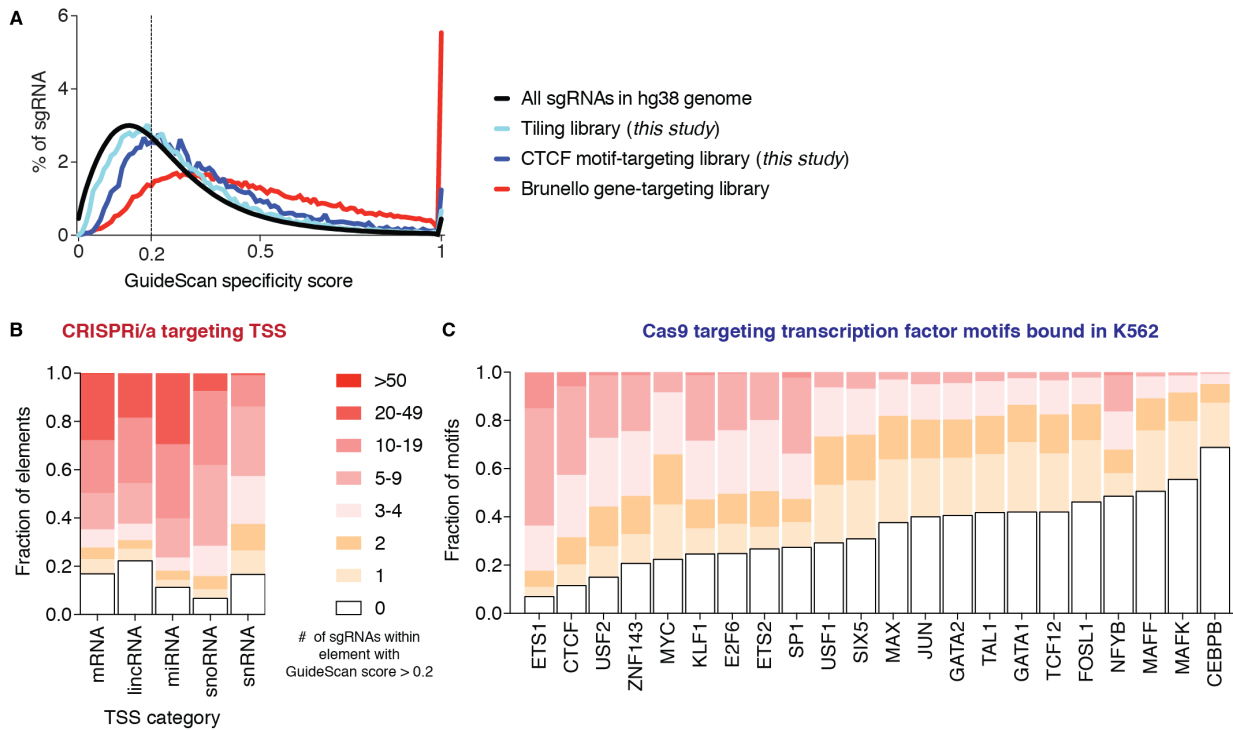 A
6
4
2
0
% of sgRNA
0
0.2
0.5
1
GuideScan specificity score
All sgRNAs in hg38 genome
Tiling library (this study)
CTCF motif-targeting library (this study)
Brunello gene-targeting library
B
CRISPRi/a targeting TSS
1.0
0.8
0.6
0.4
0.2
0.0
Fraction of elements
mRNA
lincRNA
miRNA
snoRNA
snRNA
TSS category
>50
20-49
10-19
5-9
3-4
2
1
0
# of sgRNAs within
element with
GuideScan score > 0.2
C
Cas9 targeting transcription factor motifs bound in K562
1.0
0.8
0.6
0.4
0.2
0.0
Fraction of motifs
ETS1
CTCF
USF2
ZNF143
MYC
KLF1
E2F6
ETS2
SP1
USF1
SIX5
MAX
JUN
GATA2
TAL1
GATA1
TCF12
FOSL1
NFYB
MAFF
MAFK
CEBPB